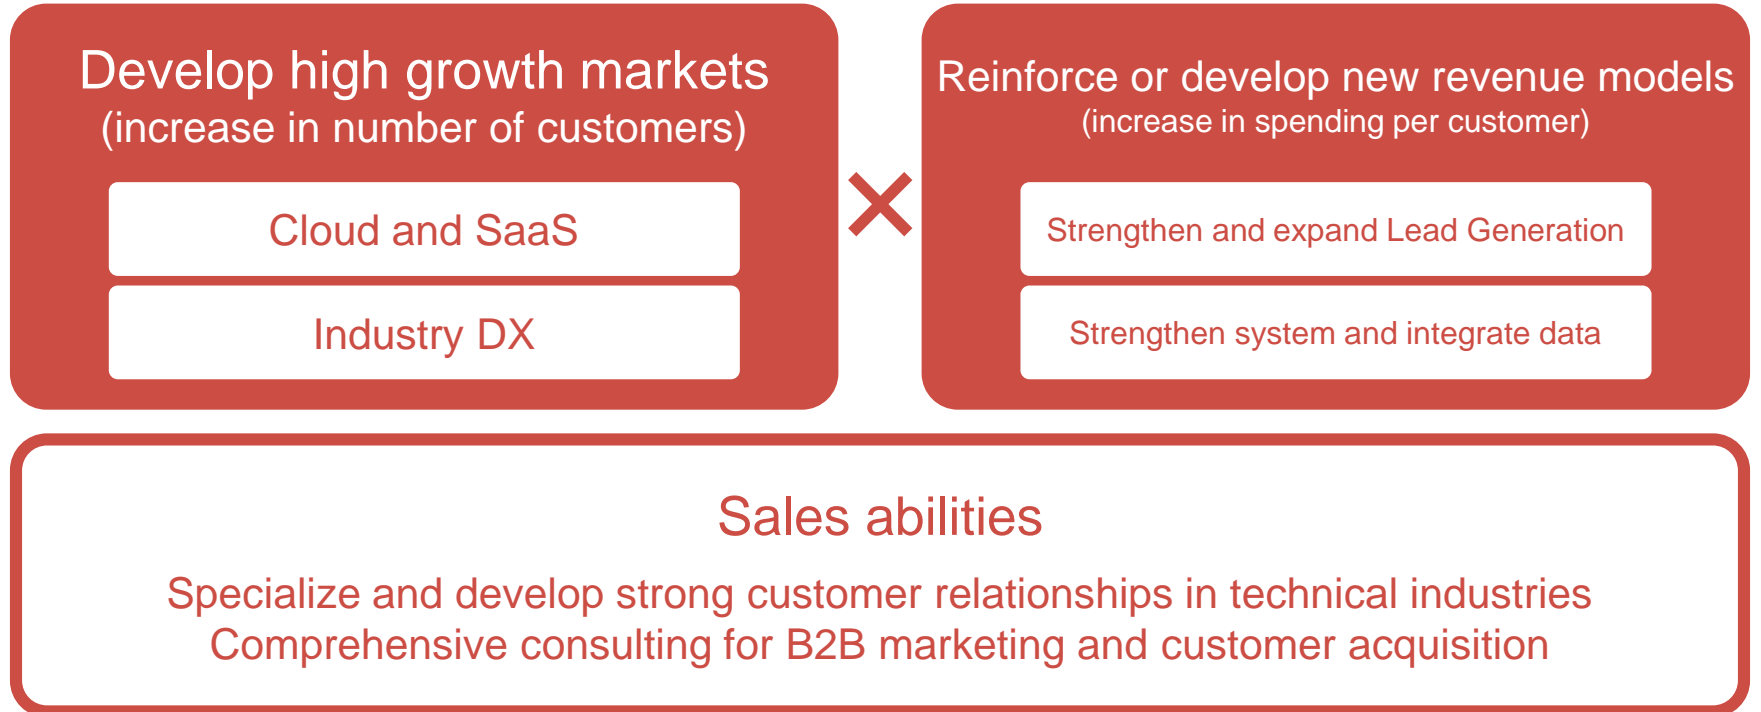 Develop high growth markets
(increase in number of customers)
Cloud and SaaS
Industry DX
×
Reinforce or develop new revenue models
(increase in spending per customer)
Strengthen and expand Lead Generation
Strengthen system and integrate data
Sales abilities
Specialize and develop strong customer relationships in technical industries
Comprehensive consulting for B2B marketing and customer acquisition